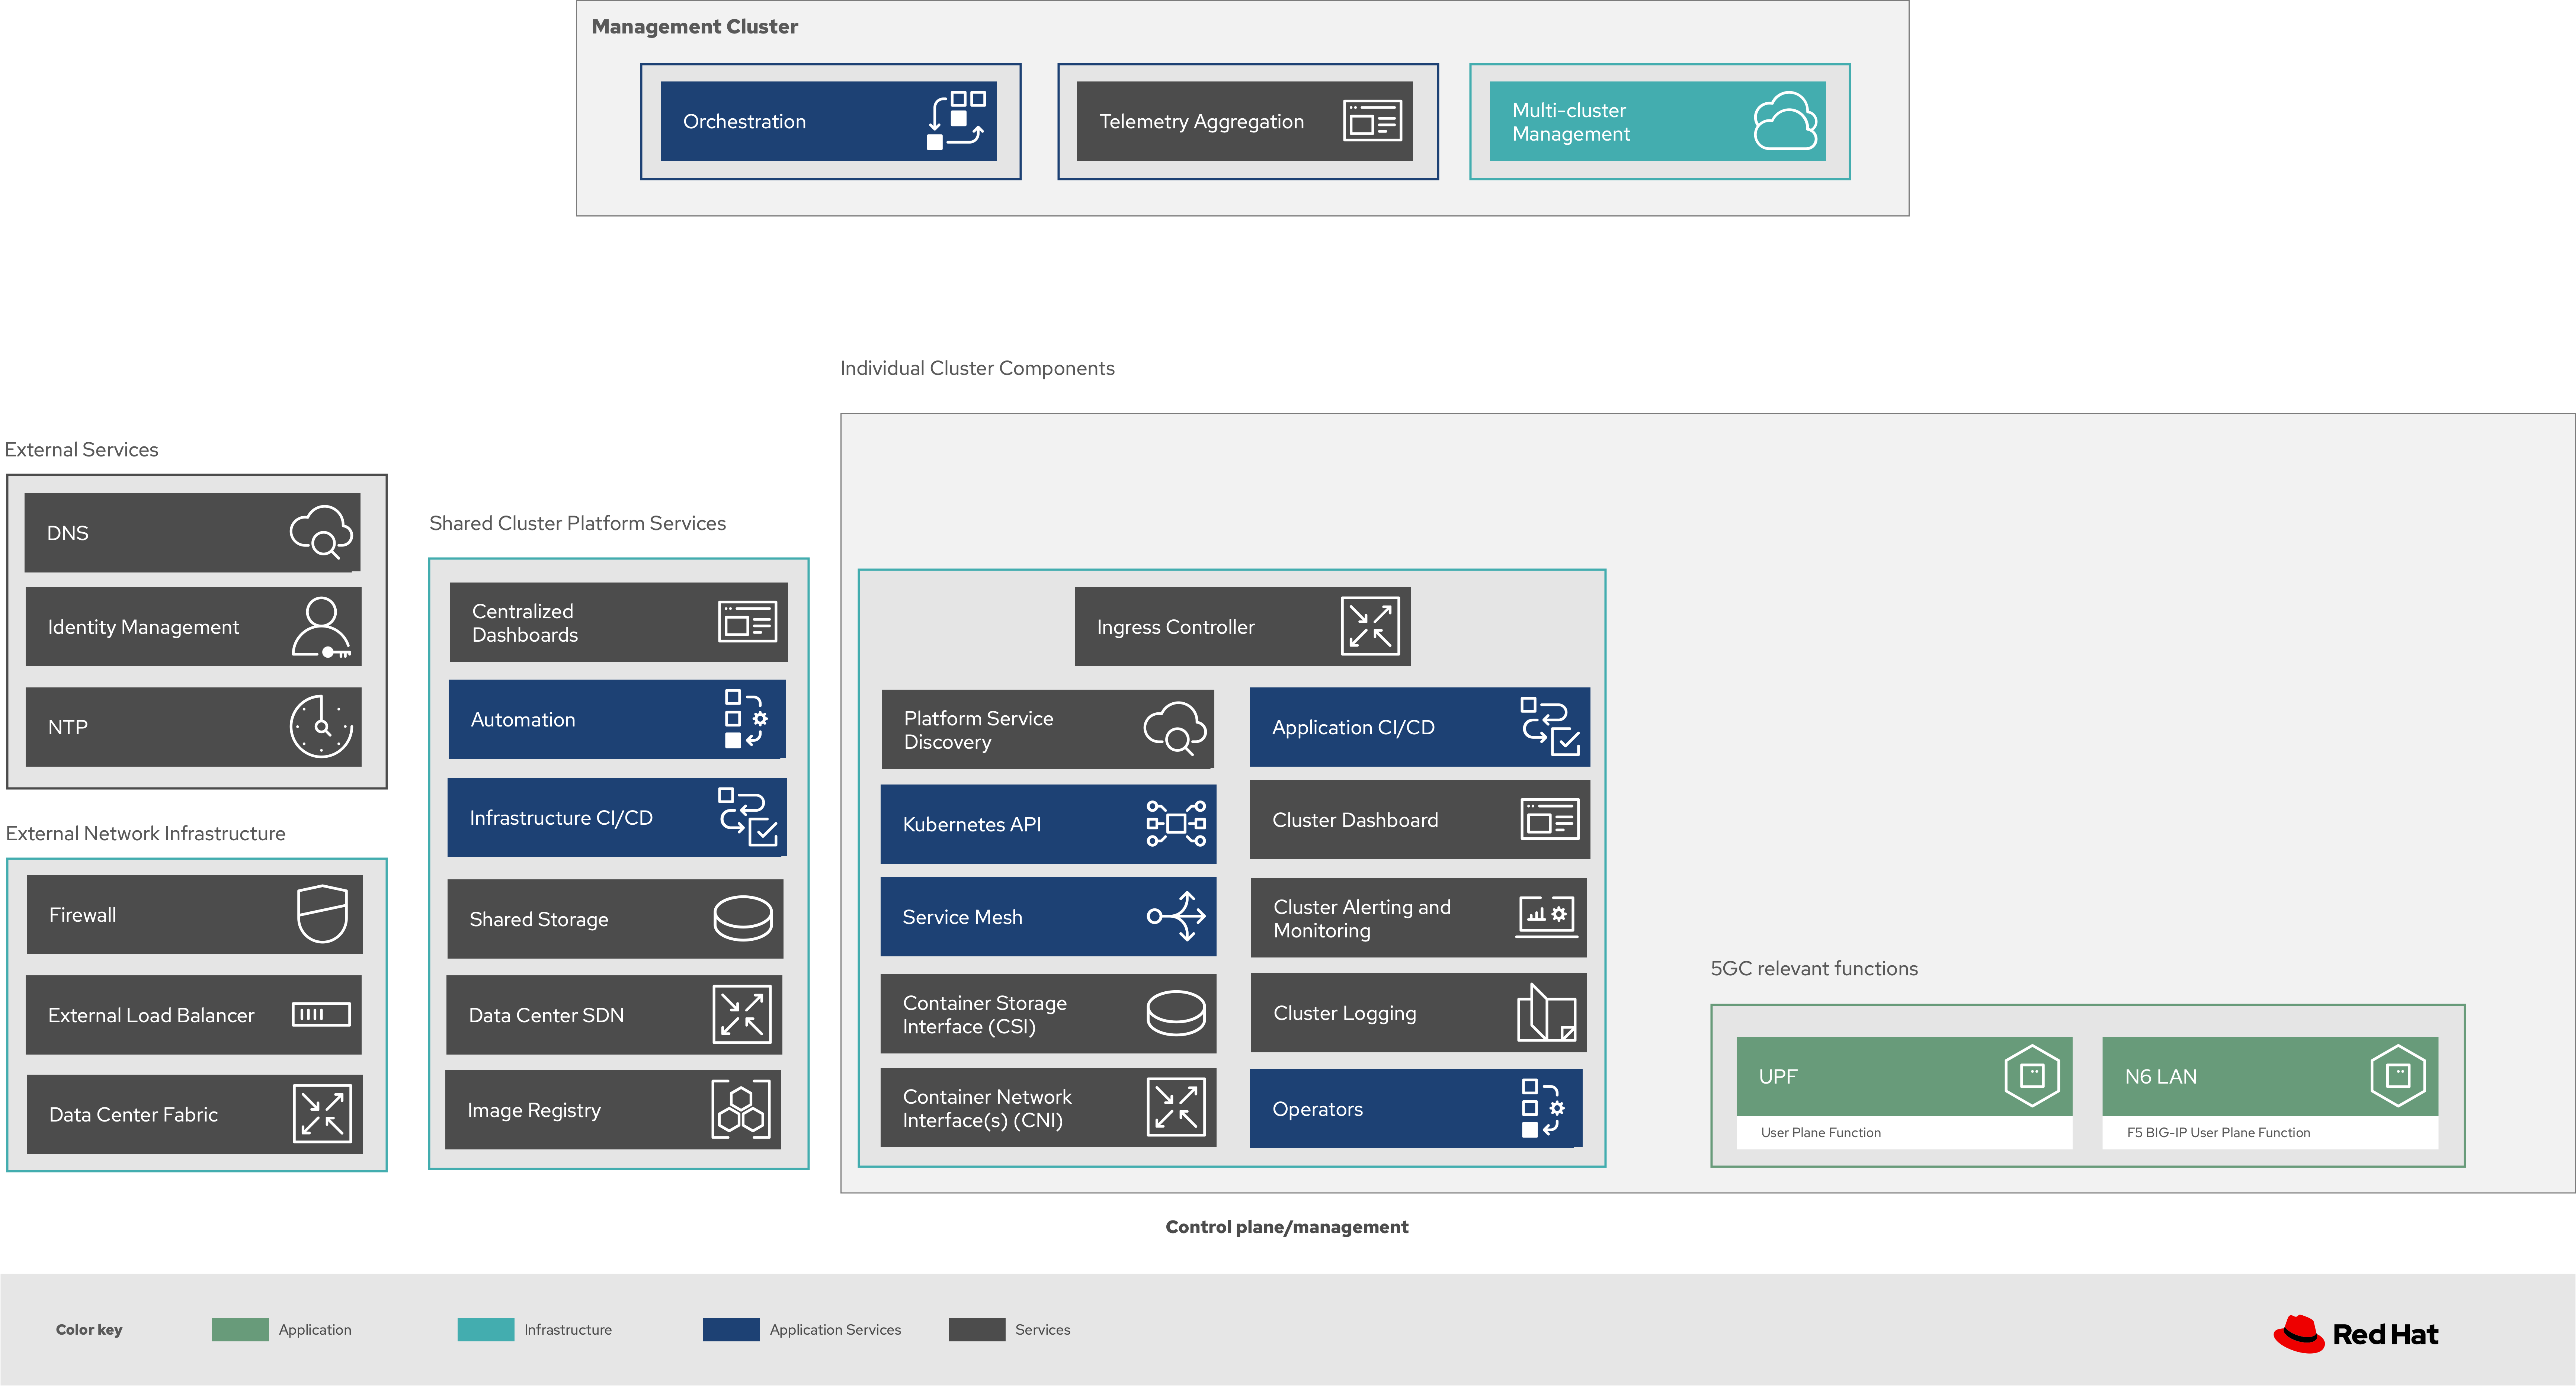 Management Cluster
Orchestration
Telemetry Aggregation
Multi-cluster
Management
Individual Cluster Components
External Services
DNS
Identity Management
NTP
External Network Infrastructure
Firewall
External Load Balancer
Data Center Fabric
Shared Cluster Platform Services
Centralized
Dashboards
Automation
Infrastructure CI/CD
Shared Storage
Data Center SDN
Image Registry
Ingress Controller
Platform Service
Discovery
Kubernetes API
Service Mesh
Container Storage
Interface (CSI)
Container Network
Interface(s) (CNI)
Application CI/CD
Cluster Dashboard
Cluster Alerting and
Monitoring
Cluster Logging
Operators
5GC relevant functions
UPF
User Plane Function
N6 LAN
F5 BIG-IP User Plane Function
Control plane/management
Color key
Application
Infrastructure
Application Services
Services
Red Hat